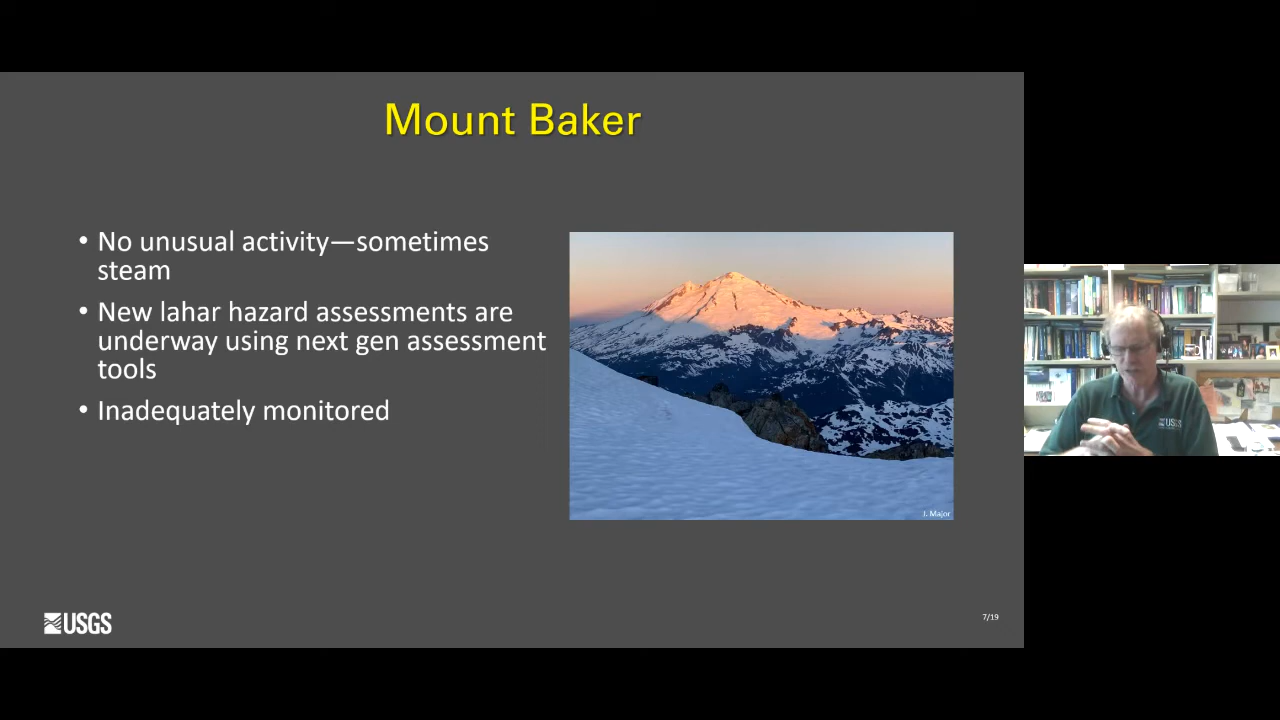 Mount Baker
• No unusual activity—sometimes
steam
• New lahar hazard assessments are
underway using next gen assessment
tools
• Inadequately monitored
J. Major
USGS
7/19
USGS